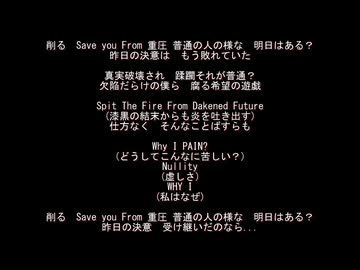 削る Save you From 重圧 普通の人の様な 明日はある?
昨日の決意は もう敗れていた
真実破壊され 蹂躙それが普通?
欠陥だらけの僕ら 腐る希望の遊戯
Spit The Fire From Dakened Future
(漆黒の結末からも炎を吐き出す)
仕方なく そんなことばすらも
Why I PAIN?
(どうしてこんなに苦しい?)
Nullity
(虚しさ)
WHY I
(私はなぜ)
削る Save you From 重圧 普通の人の様な 明日はある?
昨日の決意 受け継いだのなら...